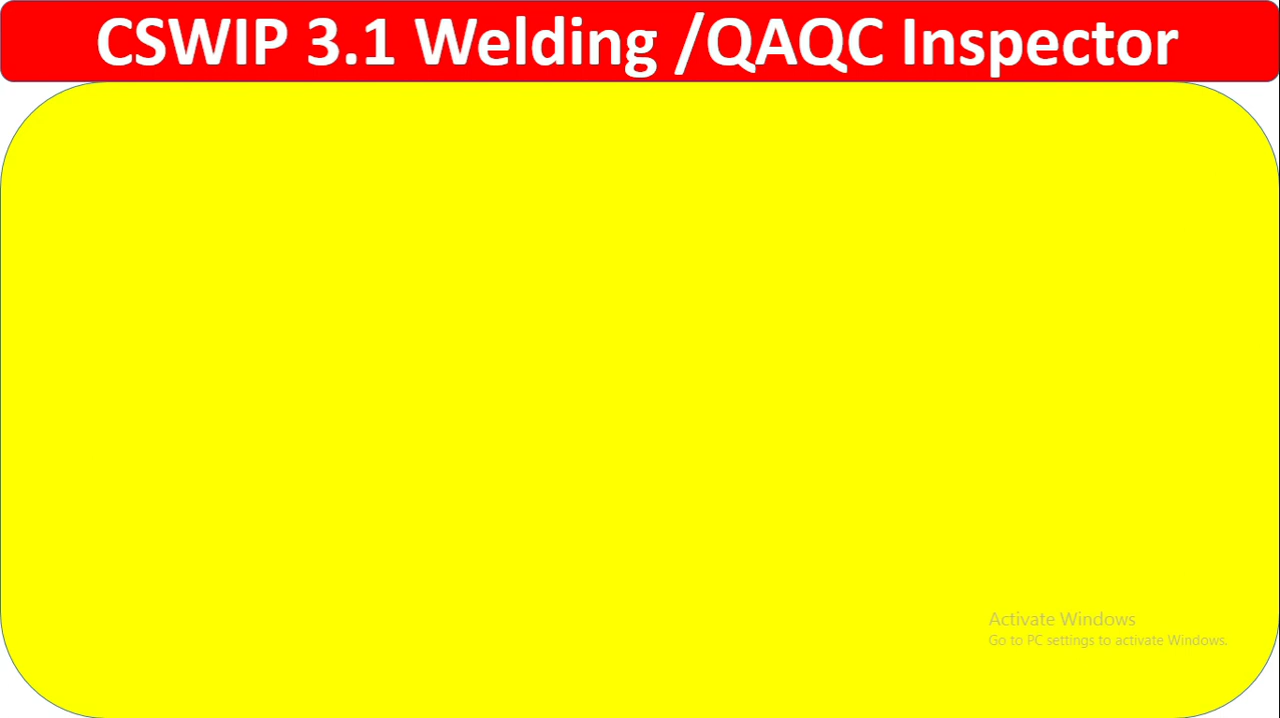 CSWIP 3.1 Welding /QAQC Inspector
Activate Windows
Go to PC settings to activate Windows.